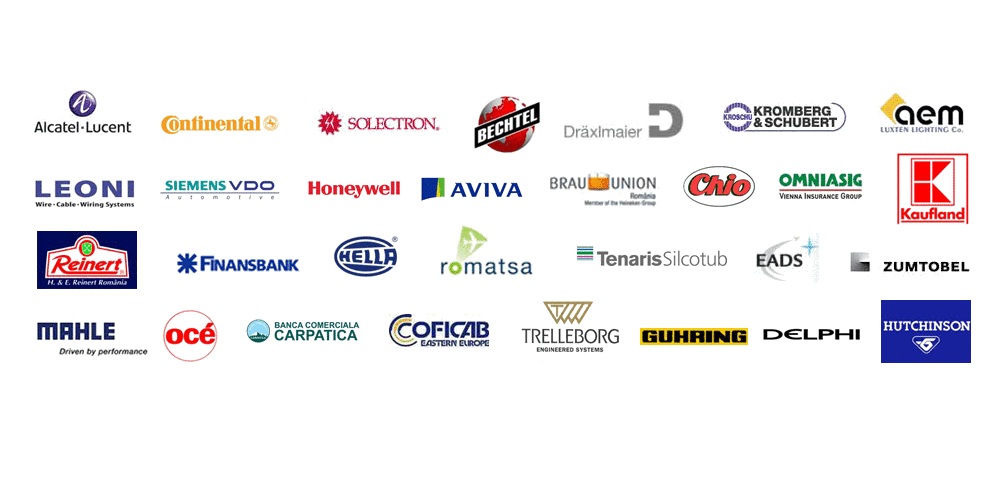 Alcatel·Lucent
Continental
SOLECTRON®
BECHTEL
Dräxlmaier
KROSCHU
KROMBERG
& SCHUBERT
aem
LUXTEN LIGHTING Co.
LEONI
Wire·Cable·Wiring Systems
SIEMENS VDO
Automotive
Honeywell
AVIVA
BRAU UNION
România
Member of the Heineken Group
Chio
OMNIASIG
VIENNA INSURANCE GROUP
Kaufland
Reinert
H. & E. Reinert România
FINANSBANK
HELLA®
romatsa
TenarisSilcotub
EADS
ZUMTOBEL
MAHLE
Driven by performance
océ
BANCA COMERCIALA
CARPATICA
COFICAB
EASTERN EUROPE
TRELLEBORG
ENGINEERED SYSTEMS
GUHRING
DELPHI
HUTCHINSON